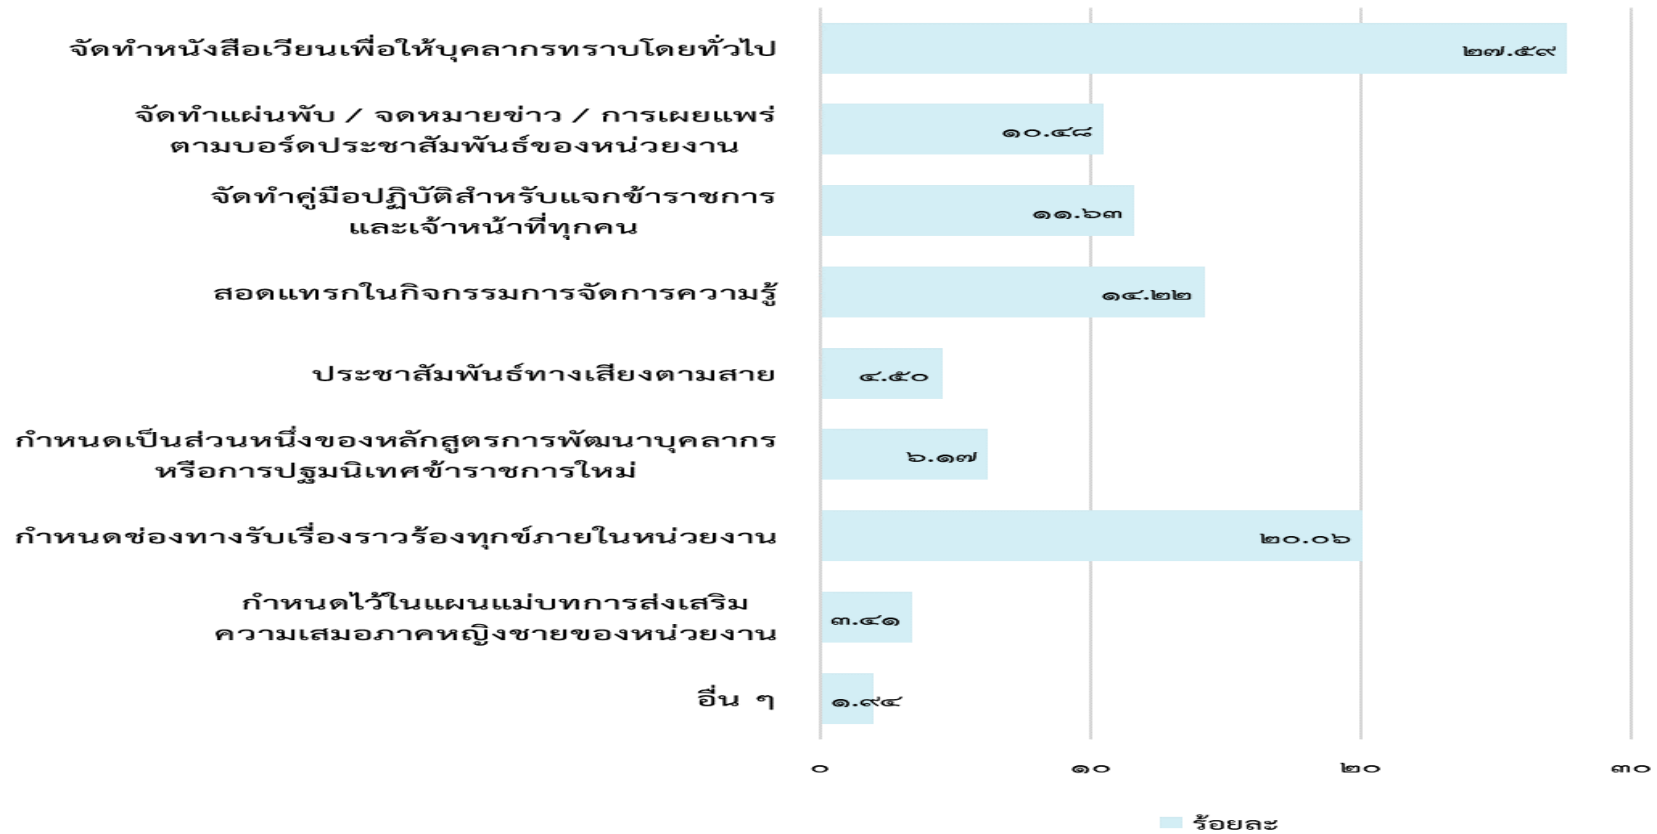 จัดทำหนังสือเวียนเพื่อให้บุคลากรทราบโดยทั่วไป
๒๗.๕๙
จัดทำแผ่นพับ / จดหมายข่าว / การเผยแพร่
ตามบอร์ดประชาสัมพันธ์ของหน่วยงาน
๑๐.๔๘
จัดทำคู่มือปฏิบัติสำหรับแจกข้าราชการ
และเจ้าหน้าที่ทุกคน
๑๑.๖๓
สอดแทรกในกิจกรรมการจัดการความรู้
๑๔.๒๒
ประชาสัมพันธ์ทางเสียงตามสาย
๔.๕๐
กำหนดเป็นส่วนหนึ่งของหลักสูตรการพัฒนาบุคลากร
หรือการปฐมนิเทศข้าราชการใหม่
๖.๑๗
กำหนดช่องทางรับเรื่องราวร้องทุกข์ภายในหน่วยงาน
๒๐.๐๖
กำหนดไว้ในแผนแม่บทการส่งเสริม
ความเสมอภาคหญิงชายของหน่วยงาน
๓.๔๑
อื่น ๆ
๑.๙๔
๐ ๑๐ ๒๐ ๓๐
ร้อยละ